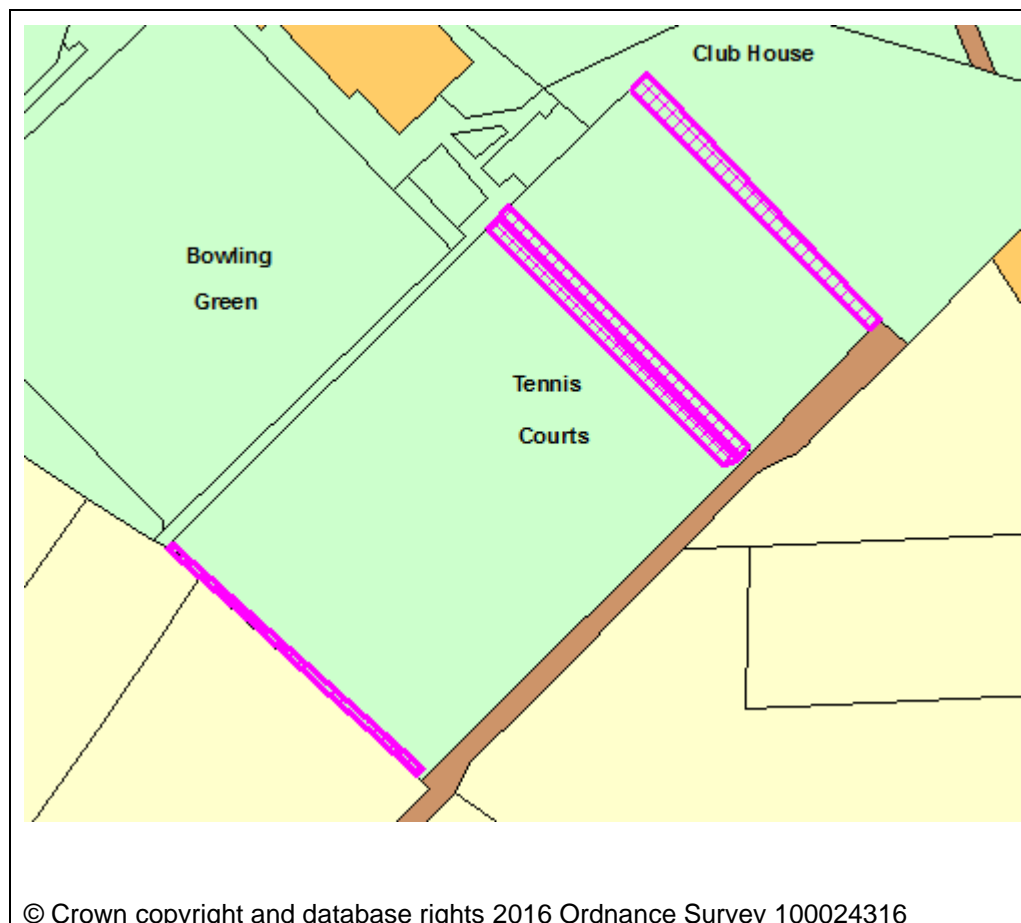 Club House
Bowling
Green
Tennis
Courts
© Crown copyright and database rights 2016 Ordnance Survey 100024316